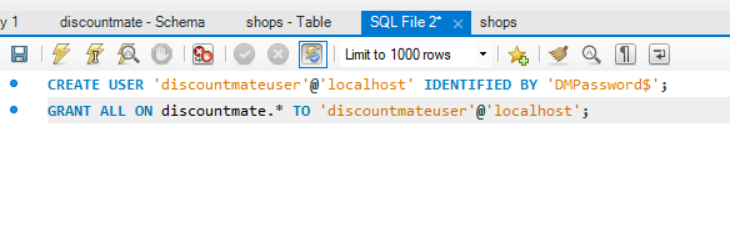 y 1 discountmate - Schema shops - Table SQL File 2* × shops
Limit to 1000 rows
CREATE USER 'discountmateuser'@'localhost' IDENTIFIED BY 'DMPassword$';
GRANT ALL ON discountmate.* TO 'discountmateuser'@'localhost';